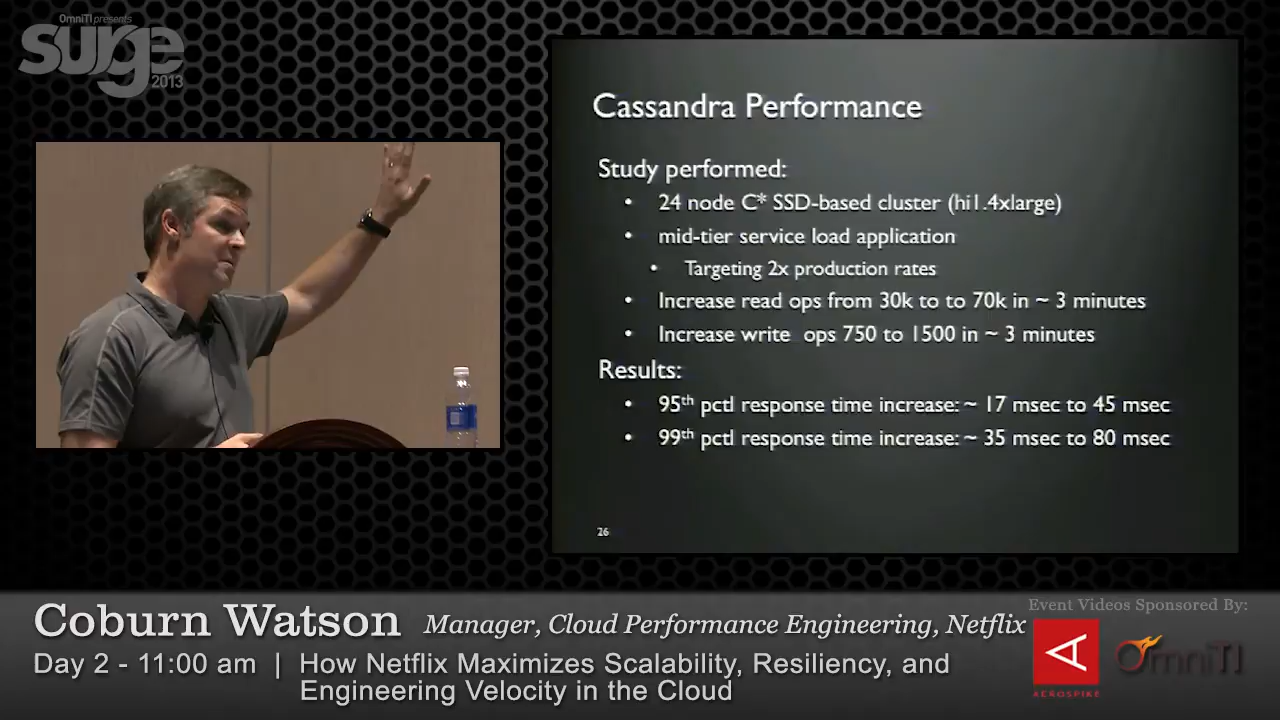 OmniTI presents
surge
2013
Cassandra Performance
Study performed:
• 24 node C* SSD-based cluster (hi1.4xlarge)
• mid-tier service load application
• Targeting 2x production rates
• Increase read ops from 30k to to 70k in ~ 3 minutes
• Increase write ops 750 to 1500 in ~ 3 minutes
Results:
• 95th pctl response time increase: ~ 17 msec to 45 msec
• 99th pctl response time increase: ~ 35 msec to 80 msec
26
Coburn Watson Manager, Cloud Performance Engineering, Netflix
Day 2 - 11:00 am | How Netflix Maximizes Scalability, Resiliency, and
Engineering Velocity in the Cloud
Event Videos Sponsored By:
AEROSPIKE
OmniTI